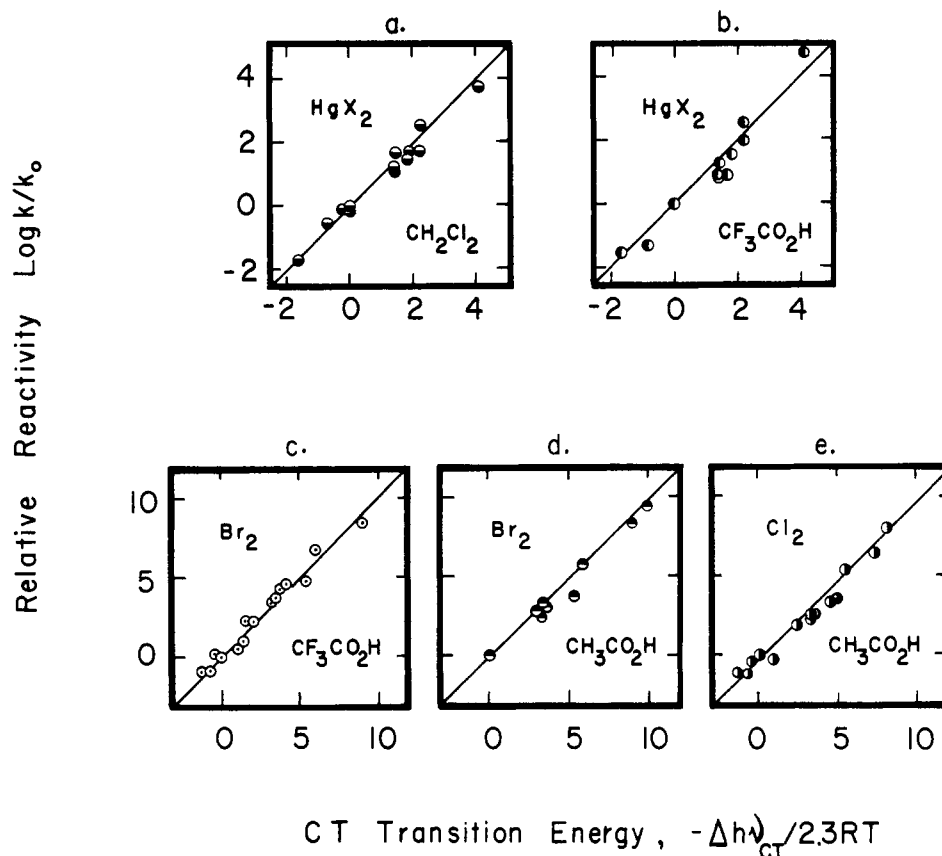 a.
b.
HgX₂
CH₂Cl₂
HgX₂
CF₃CO₂H
4
2
0
-2
-2 0 2 4
-2 0 2 4
Relative Reactivity Log k/k₀
c.
d.
e.
Br₂
CF₃CO₂H
Br₂
CH₃CO₂H
Cl₂
CH₃CO₂H
10
5
0
0 5 10
0 5 10
0 5 10
CT Transition Energy, -Δhν_CT/2.3RT